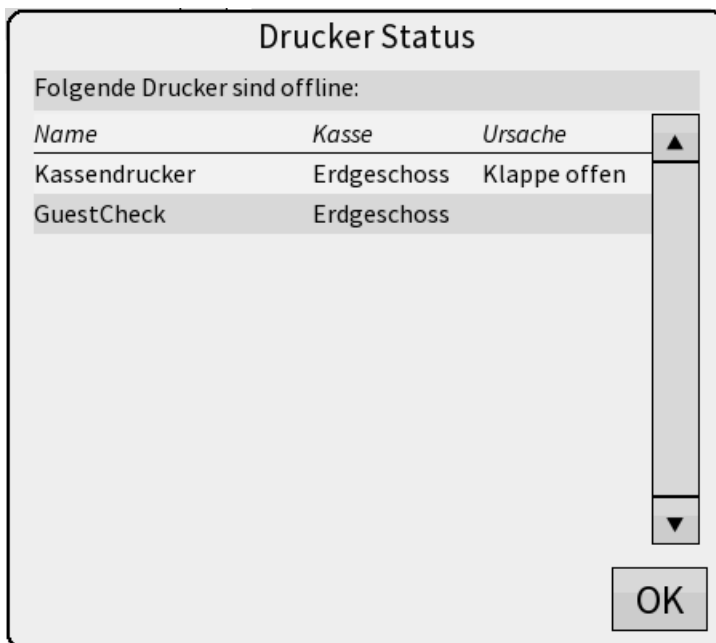 Drucker Status
Folgende Drucker sind offline:
Name Kasse Ursache
Kassendrucker Erdgeschoss Klappe offen
GuestCheck Erdgeschoss
OK